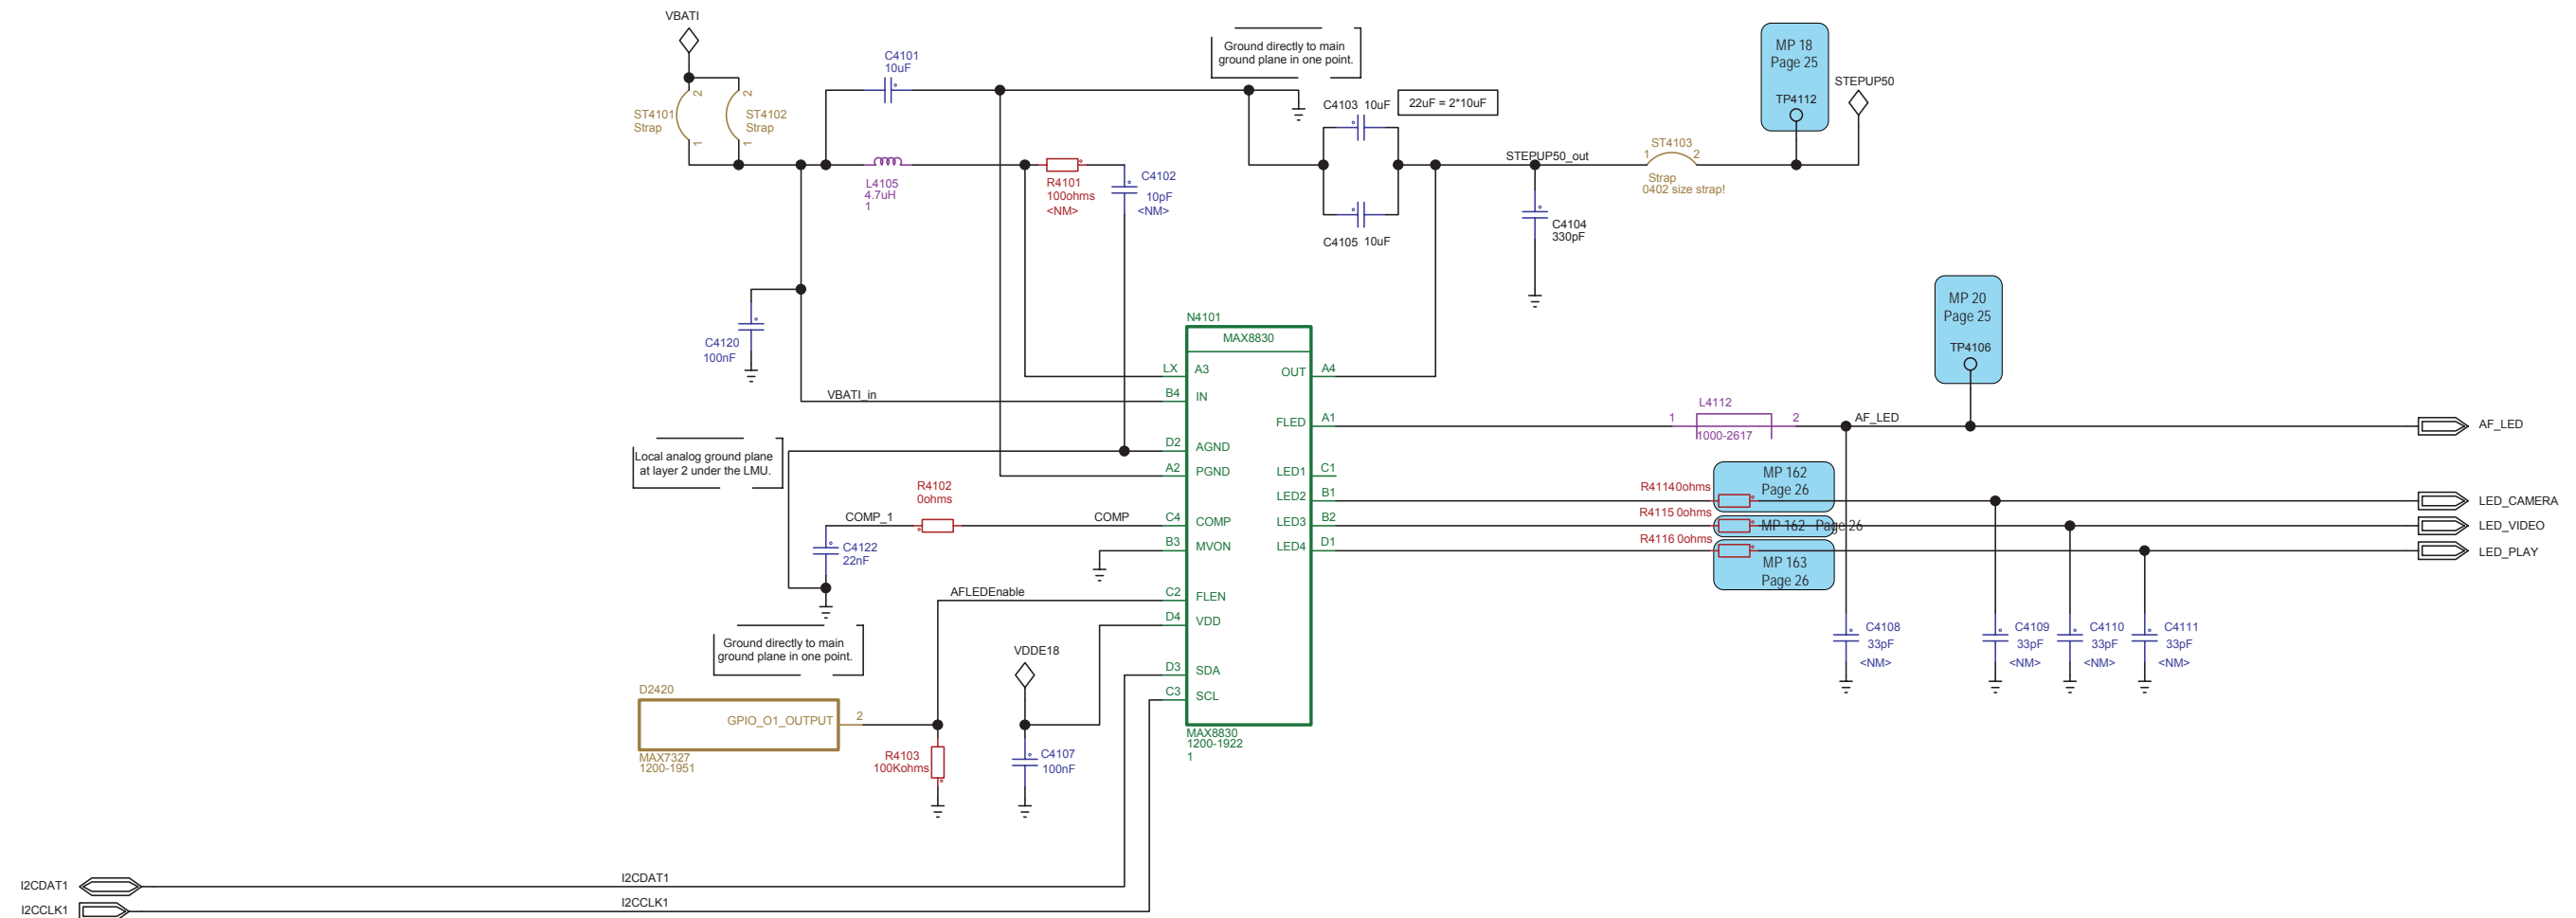 VBATI
C4101
10uF
Ground directly to main
ground plane in one point.
MP 18
Page 25
TP4112
STEPUP50
ST4101
Strap
2
1
2
1
ST4102
Strap
C4103 10uF
22uF = 2*10uF
C4105 10uF
STEPUP50_out
ST4103
1 2
Strap
0402 size strap!
L4105
4.7uH
1
R4101
100ohms
<NM>
C4102
10pF
<NM>
C4104
330pF
C4120
100nF
VBATI_in
MP 20
Page 25
TP4106
N4101
MAX8830
LX A3
B4 IN
D2 AGND
A2 PGND
C4 COMP
B3 MVON
C2 FLEN
D4 VDD
D3 SDA
C3 SCL
OUT A4
FLED A1
LED1 C1
LED2 B1
LED3 B2
LED4 D1
MAX8830
1200-1922
1
L4112
1 2
1000-2617
AF_LED
AF_LED
Local analog ground plane
at layer 2 under the LMU.
R4102
0ohms
COMP_1
COMP
C4122
22nF
MP 162
Page 26
R4114 0ohms
LED_CAMERA
R4115 0ohms
MP 162 Page 26
LED_VIDEO
R4116 0ohms
MP 163
Page 26
LED_PLAY
AFLEDEnable
Ground directly to main
ground plane in one point.
VDDE18
C4108
33pF
<NM>
C4109
33pF
<NM>
C4110
33pF
<NM>
C4111
33pF
<NM>
D2420
GPIO_O1_OUTPUT 2
MAX7327
1200-1951
R4103
100Kohms
C4107
100nF
I2CDAT1
I2CDAT1
I2CCLK1
I2CCLK1